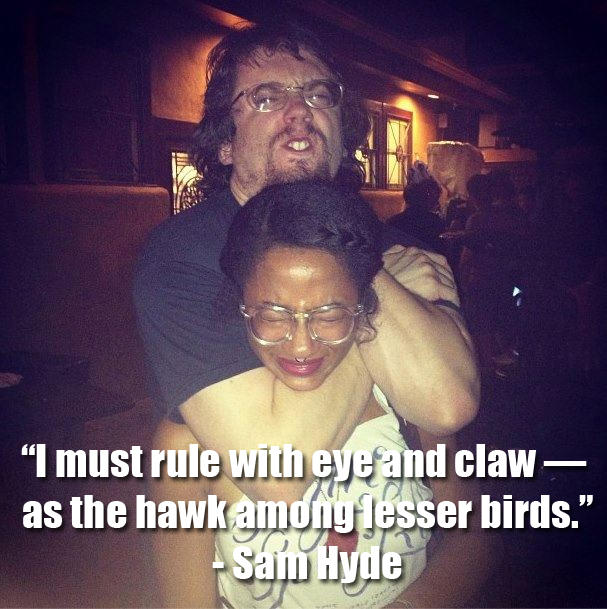 “I must rule with eye and claw —
as the hawk among lesser birds.”
- Sam Hyde